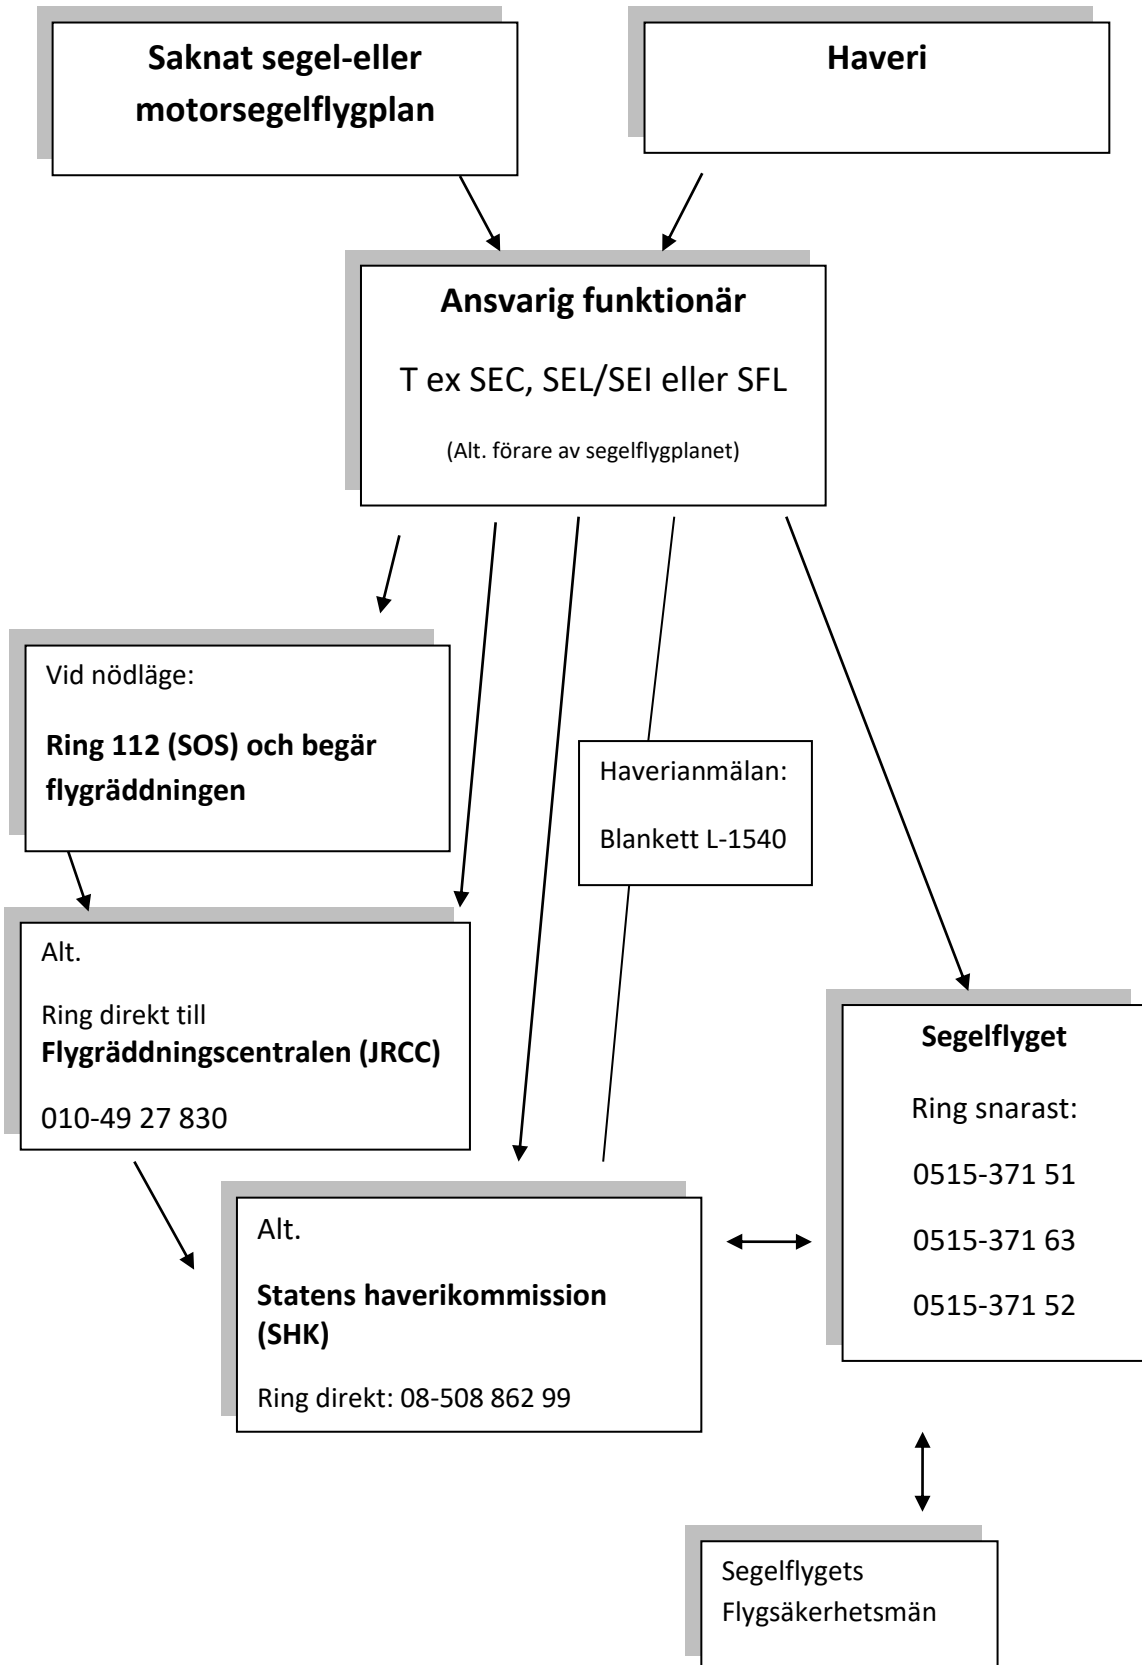 Saknat segel-eller
motorsegelflygplan
Haveri
Ansvarig funktionär
T ex SEC, SEL/SEI eller SFL
(Alt. förare av segelflygplanet)
Vid nödläge:
Ring 112 (SOS) och begär
flygräddningen
Haverianmälan:
Blankett L-1540
Alt.
Ring direkt till
Flygräddningscentralen (JRCC)
010-49 27 830
Segelflyget
Ring snarast:
0515-371 51
0515-371 63
0515-371 52
Alt.
Statens haverikommission
(SHK)
Ring direkt: 08-508 862 99
Segelflygets
Flygsäkerhetsmän